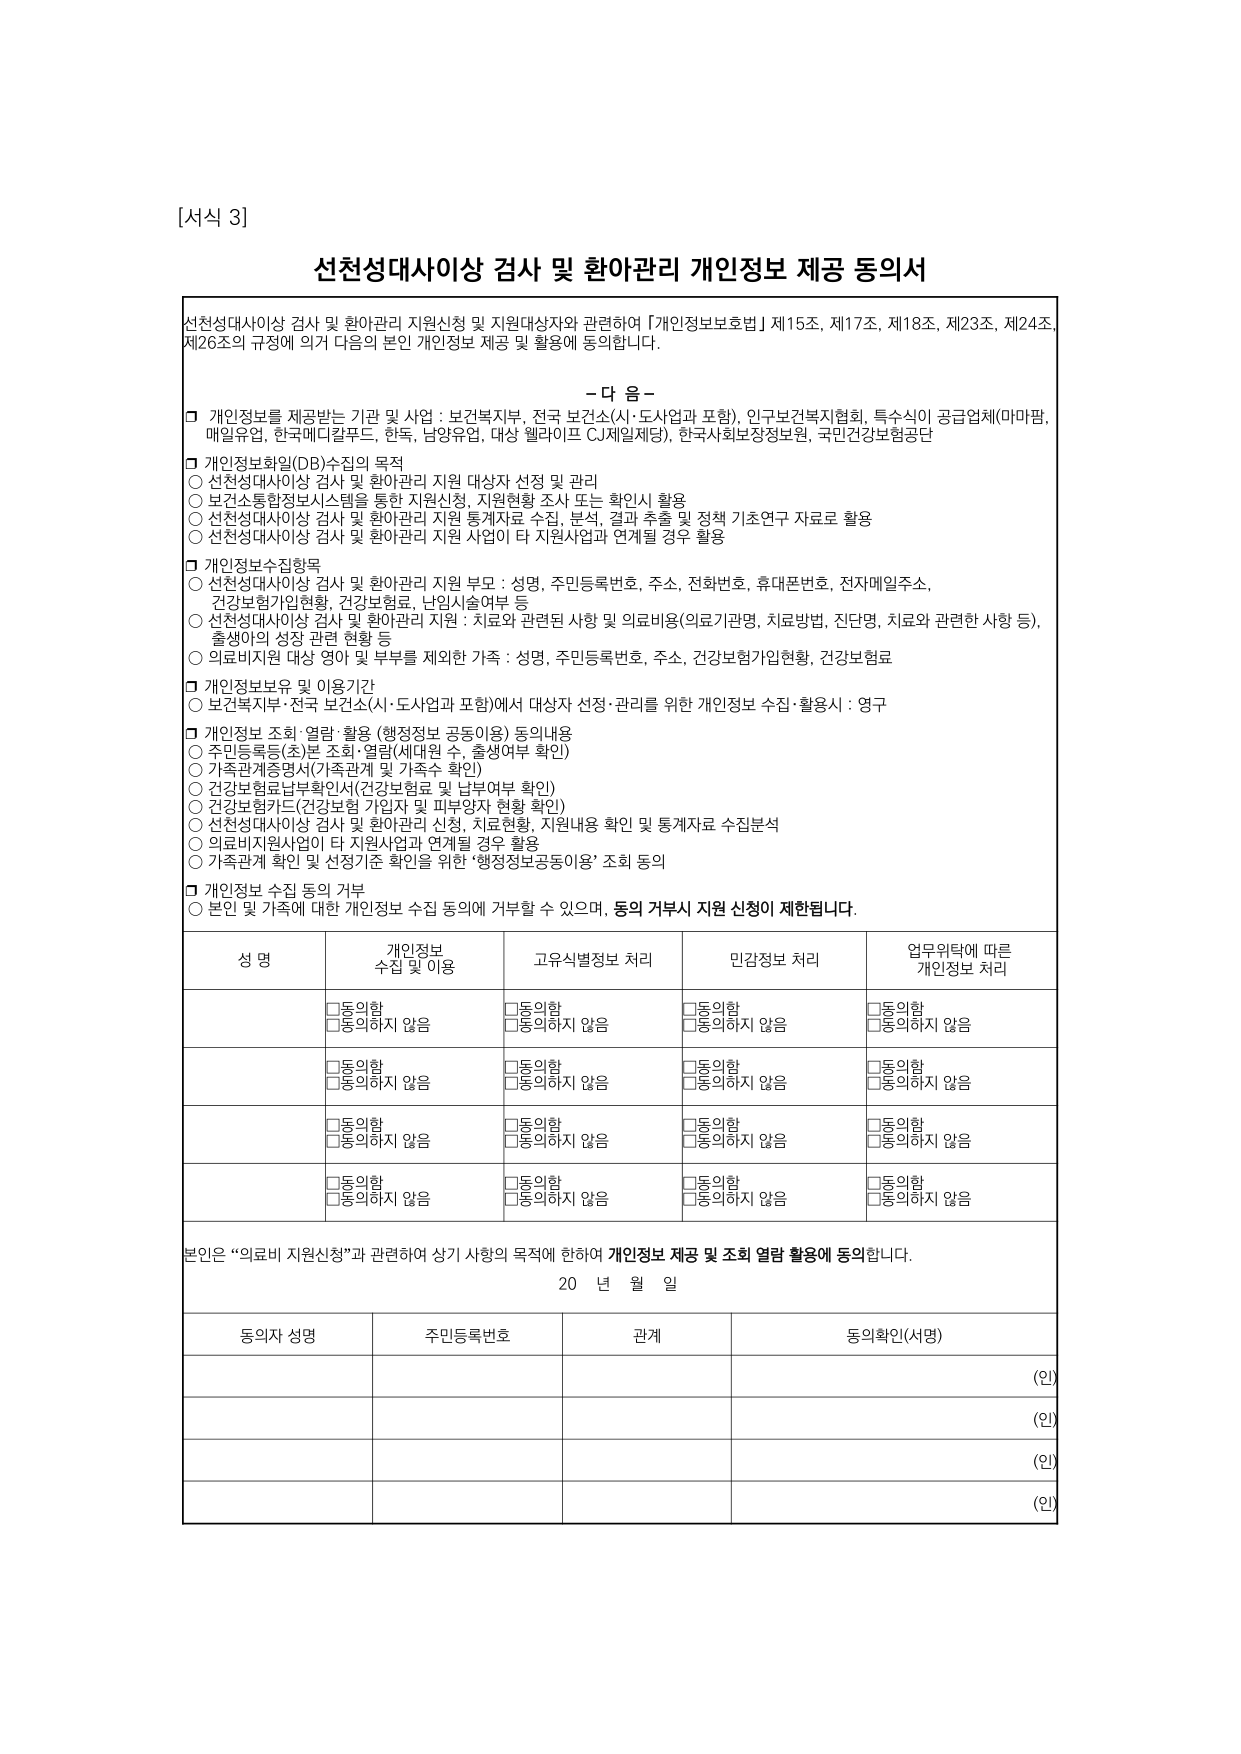 [서식 3]
선천성대사이상 검사 및 환아관리 개인정보 제공 동의서
선천성대사이상 검사 및 환아관리 지원신청 및 지원대상자와 관련하여 「개인정보보호법」 제15조, 제17조, 제18조, 제23조, 제24조,
제26조의 규정에 의거 다음의 본인 개인정보 제공 및 활용에 동의합니다.
– 다 음 –
❒ 개인정보를 제공받는 기관 및 사업 : 보건복지부, 전국 보건소(시·도사업과 포함), 인구보건복지협회, 특수식이 공급업체(마마팜,
매일유업, 한국메디칼푸드, 한독, 남양유업, 대상 웰라이프 CJ제일제당), 한국사회보장정보원, 국민건강보험공단
❒ 개인정보화일(DB)수집의 목적
○ 선천성대사이상 검사 및 환아관리 지원 대상자 선정 및 관리
○ 보건소통합정보시스템을 통한 지원신청, 지원현황 조사 또는 확인시 활용
○ 선천성대사이상 검사 및 환아관리 지원 통계자료 수집, 분석, 결과 추출 및 정책 기초연구 자료로 활용
○ 선천성대사이상 검사 및 환아관리 지원 사업이 타 지원사업과 연계될 경우 활용
❒ 개인정보수집항목
○ 선천성대사이상 검사 및 환아관리 지원 부모 : 성명, 주민등록번호, 주소, 전화번호, 휴대폰번호, 전자메일주소,
건강보험가입현황, 건강보험료, 난임시술여부 등
○ 선천성대사이상 검사 및 환아관리 지원 : 치료와 관련된 사항 및 의료비용(의료기관명, 치료방법, 진단명, 치료와 관련한 사항 등),
출생아의 성장 관련 현황 등
○ 의료비지원 대상 영아 및 부부를 제외한 가족 : 성명, 주민등록번호, 주소, 건강보험가입현황, 건강보험료
❒ 개인정보보유 및 이용기간
○ 보건복지부·전국 보건소(시·도사업과 포함)에서 대상자 선정·관리를 위한 개인정보 수집·활용시 : 영구
❒ 개인정보 조회·열람·활용 (행정정보 공동이용) 동의내용
○ 주민등록등(초)본 조회·열람(세대원 수, 출생여부 확인)
○ 가족관계증명서(가족관계 및 가족수 확인)
○ 건강보험료납부확인서(건강보험료 및 납부여부 확인)
○ 건강보험카드(건강보험 가입자 및 피부양자 현황 확인)
○ 선천성대사이상 검사 및 환아관리 신청, 치료현황, 지원내용 확인 및 통계자료 수집분석
○ 의료비지원사업이 타 지원사업과 연계될 경우 활용
○ 가족관계 확인 및 선정기준 확인을 위한 ‘행정정보공동이용’ 조회 동의
❒ 개인정보 수집 동의 거부
○ 본인 및 가족에 대한 개인정보 수집 동의에 거부할 수 있으며, 동의 거부시 지원 신청이 제한됩니다.
성 명 개인정보 수집 및 이용 고유식별정보 처리 민감정보 처리 업무위탁에 따른 개인정보 처리
□동의함 □동의함 □동의함 □동의함
□동의하지 않음 □동의하지 않음 □동의하지 않음 □동의하지 않음
□동의함 □동의함 □동의함 □동의함
□동의하지 않음 □동의하지 않음 □동의하지 않음 □동의하지 않음
□동의함 □동의함 □동의함 □동의함
□동의하지 않음 □동의하지 않음 □동의하지 않음 □동의하지 않음
□동의함 □동의함 □동의함 □동의함
□동의하지 않음 □동의하지 않음 □동의하지 않음 □동의하지 않음
본인은 “의료비 지원신청”과 관련하여 상기 사항의 목적에 한하여 개인정보 제공 및 조회 열람 활용에 동의합니다.
20 년 월 일
동의자 성명 주민등록번호 관계 동의확인(서명)
(인)
(인)
(인)
(인)